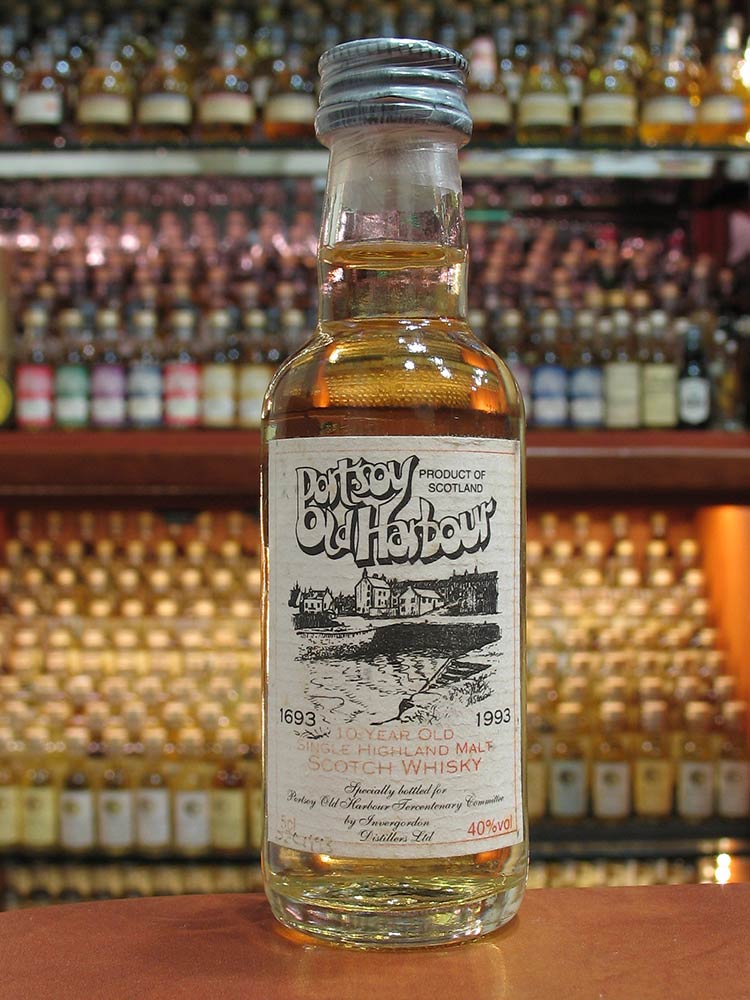 Portsoy
Old Harbour
PRODUCT OF
SCOTLAND
1693 1993
10 YEAR OLD
SINGLE HIGHLAND MALT
SCOTCH WHISKY
Specially bottled for
Portsoy Old Harbour Tercentenary Committee
by Invergordon
Distillers Ltd
5cl 40%vol